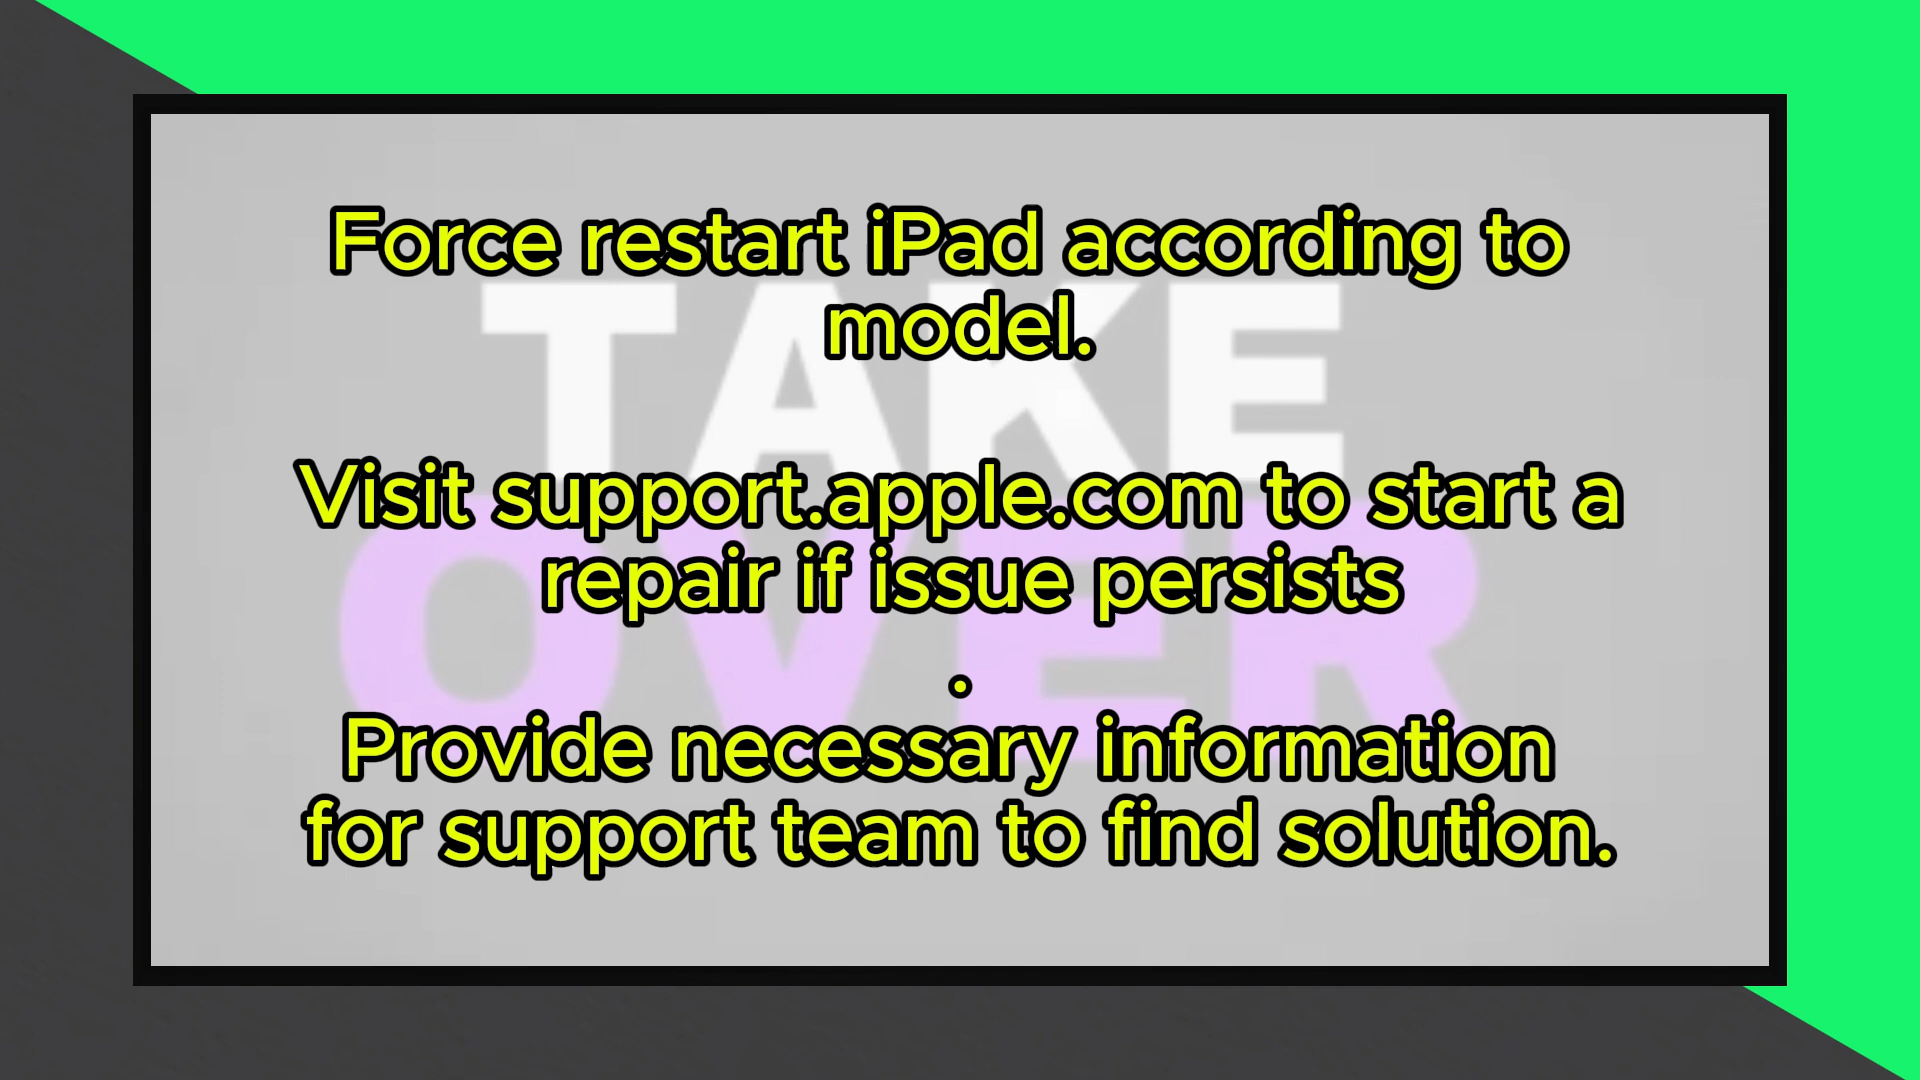 Force restart iPad according to
model.
TAKE
Visit support.apple.com to start a
repair if issue persists
OVER
.
Provide necessary information
for support team to find solution.